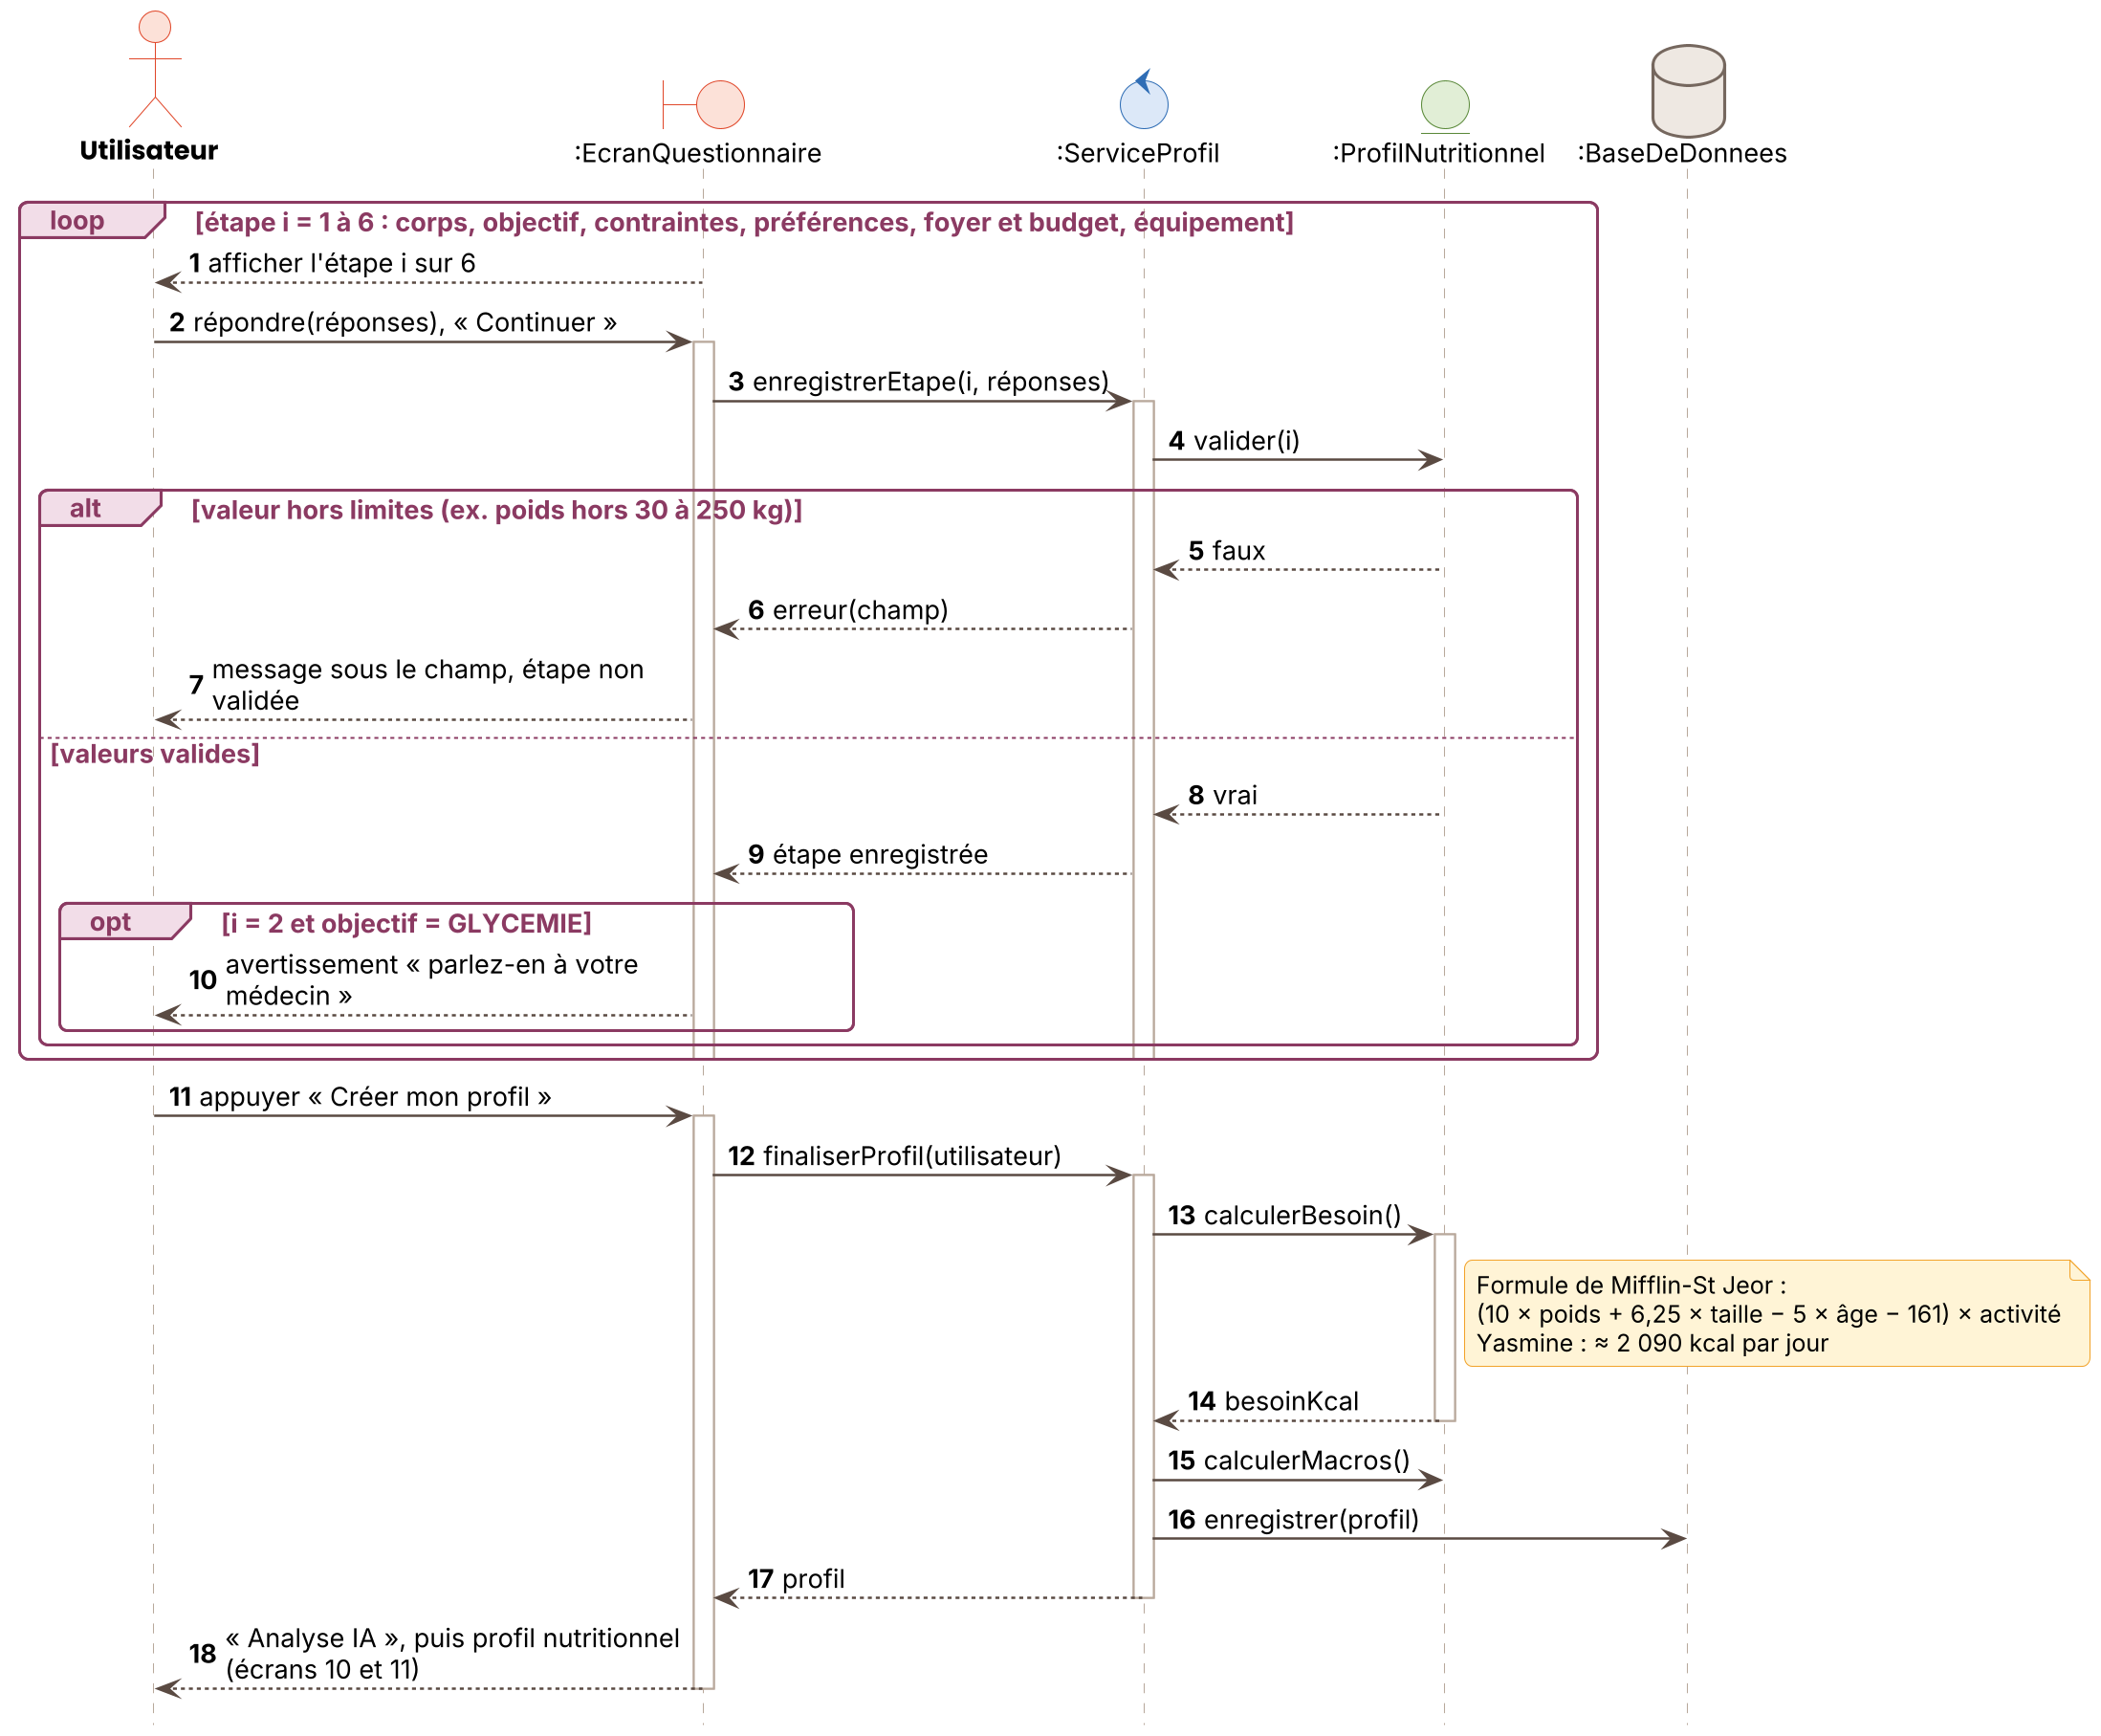 Utilisateur
:EcranQuestionnaire
:ServiceProfil
:ProfilNutritionnel
:BaseDeDonnees
loop
[étape i = 1 à 6 : corps, objectif, contraintes, préférences, foyer et budget, équipement]
1 afficher l'étape i sur 6
2 répondre(réponses), « Continuer »
3 enregistrerEtape(i, réponses)
4 valider(i)
alt
[valeur hors limites (ex. poids hors 30 à 250 kg)]
5 faux
6 erreur(champ)
7 message sous le champ, étape non
validée
[valeurs valides]
8 vrai
9 étape enregistrée
opt
[i = 2 et objectif = GLYCEMIE]
10 avertissement « parlez-en à votre
médecin »
11 appuyer « Créer mon profil »
12 finaliserProfil(utilisateur)
13 calculerBesoin()
Formule de Mifflin-St Jeor :
(10 × poids + 6,25 × taille − 5 × âge − 161) × activité
Yasmine : ≈ 2 090 kcal par jour
14 besoinKcal
15 calculerMacros()
16 enregistrer(profil)
17 profil
18 « Analyse IA », puis profil nutritionnel
(écrans 10 et 11)